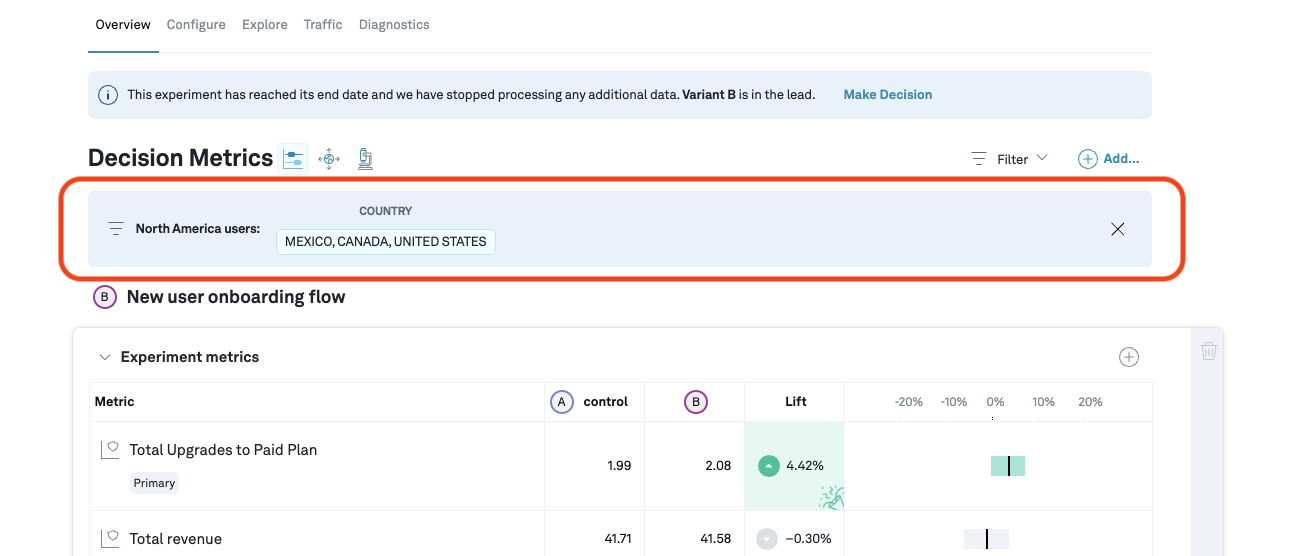 Overview Configure Explore Traffic Diagnostics
This experiment has reached its end date and we have stopped processing any additional data. Variant B is in the lead. Make Decision
Decision Metrics Filter Add...
COUNTRY
North America users: MEXICO, CANADA, UNITED STATES
B New user onboarding flow
Experiment metrics
Metric A control B Lift -20% -10% 0% 10% 20%
Total Upgrades to Paid Plan 1.99 2.08 4.42%
Primary
Total revenue 41.71 41.58 −0.30%